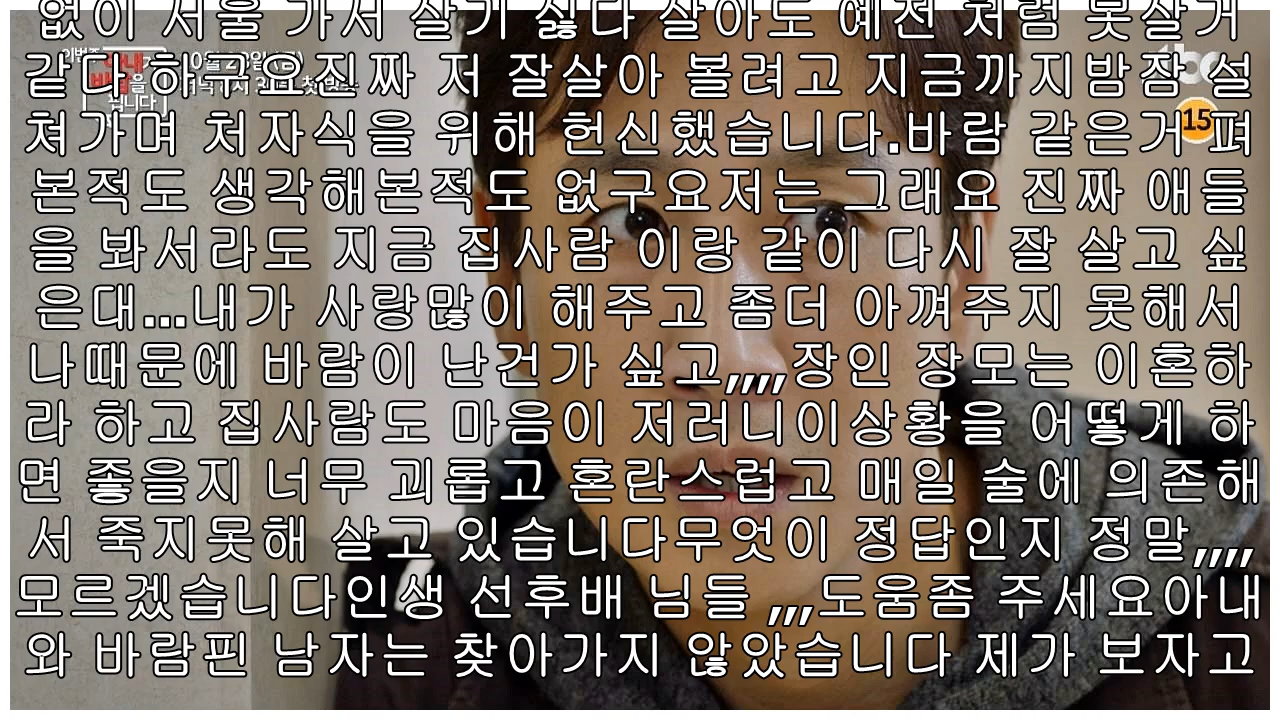 없이 서울 가서 살기 싫다 살아도 예전 처럼 못살거
같다 하구요진짜 저 잘살아 볼려고 지금까지밤잠 설
쳐가며 처자식을 위해 헌신했습니다.바람 같은거 펴
본적도 생각해본적도 없구요저는 그래요 진짜 애들
을 봐서라도 지금 집사람 이랑 같이 다시 잘 살고 싶
은대...내가 사랑많이 해주고 좀더 아껴주지 못해서
나때문에 바람이 난건가 싶고,,,,장인 장모는 이혼하
라 하고 집사람도 마음이 저러니이상황을 어떻게 하
면 좋을지 너무 괴롭고 혼란스럽고 매일 술에 의존해
서 죽지못해 살고 있습니다무엇이 정답인지 정말,,,,
모르겠습니다인생 선후배 님들 ,,,도움좀 주세요아내
와 바람핀 남자는 찾아가지 않았습니다 제가 보자고
이번주
을
핍니다
jtbc
15